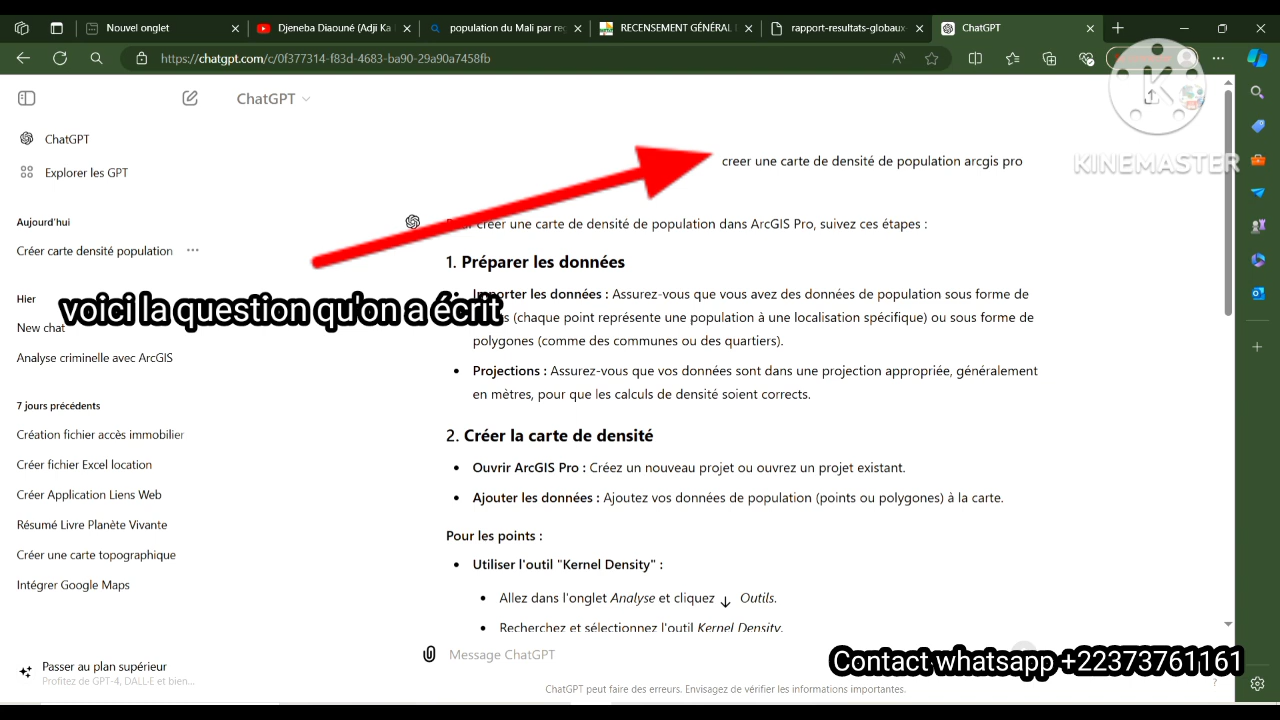 Nouvel onglet
Djeneba Diaouné (Adji Ka
population du Mali par reg
RECENSEMENT GÉNÉRAL
rapport-resultats-globaux-
ChatGPT
https://chatgpt.com/c/0f377314-f83d-4683-ba90-29a90a7458fb
ChatGPT
KINEMASTER
ChatGPT
Explorer les GPT
creer une carte de densité de population arcgis pro
Aujourd'hui
Créer carte densité population
créer une carte de densité de population dans ArcGIS Pro, suivez ces étapes :
1. Préparer les données
Hier
voici la question qu'on a écrit
New chat
Analyse criminelle avec ArcGIS
Importer les données : Assurez-vous que vous avez des données de population sous forme de
(chaque point représente une population à une localisation spécifique) ou sous forme de
polygones (comme des communes ou des quartiers).
Projections : Assurez-vous que vos données sont dans une projection appropriée, généralement
en mètres, pour que les calculs de densité soient corrects.
7 jours précédents
Création fichier accès immobilier
Créer fichier Excel location
Créer Application Liens Web
Résumé Livre Planète Vivante
Créer une carte topographique
Intégrer Google Maps
2. Créer la carte de densité
Ouvrir ArcGIS Pro : Créez un nouveau projet ou ouvrez un projet existant.
Ajouter les données : Ajoutez vos données de population (points ou polygones) à la carte.
Pour les points :
Utiliser l'outil "Kernel Density" :
Allez dans l'onglet Analyse et cliquez Outils.
Recherchez et sélectionnez l'outil Kernel Density.
Message ChatGPT
Passer au plan supérieur
Profitez de GPT-4, DALL·E et bien...
Contact whatsapp +22373761161
ChatGPT peut faire des erreurs. Envisagez de vérifier les informations importantes.